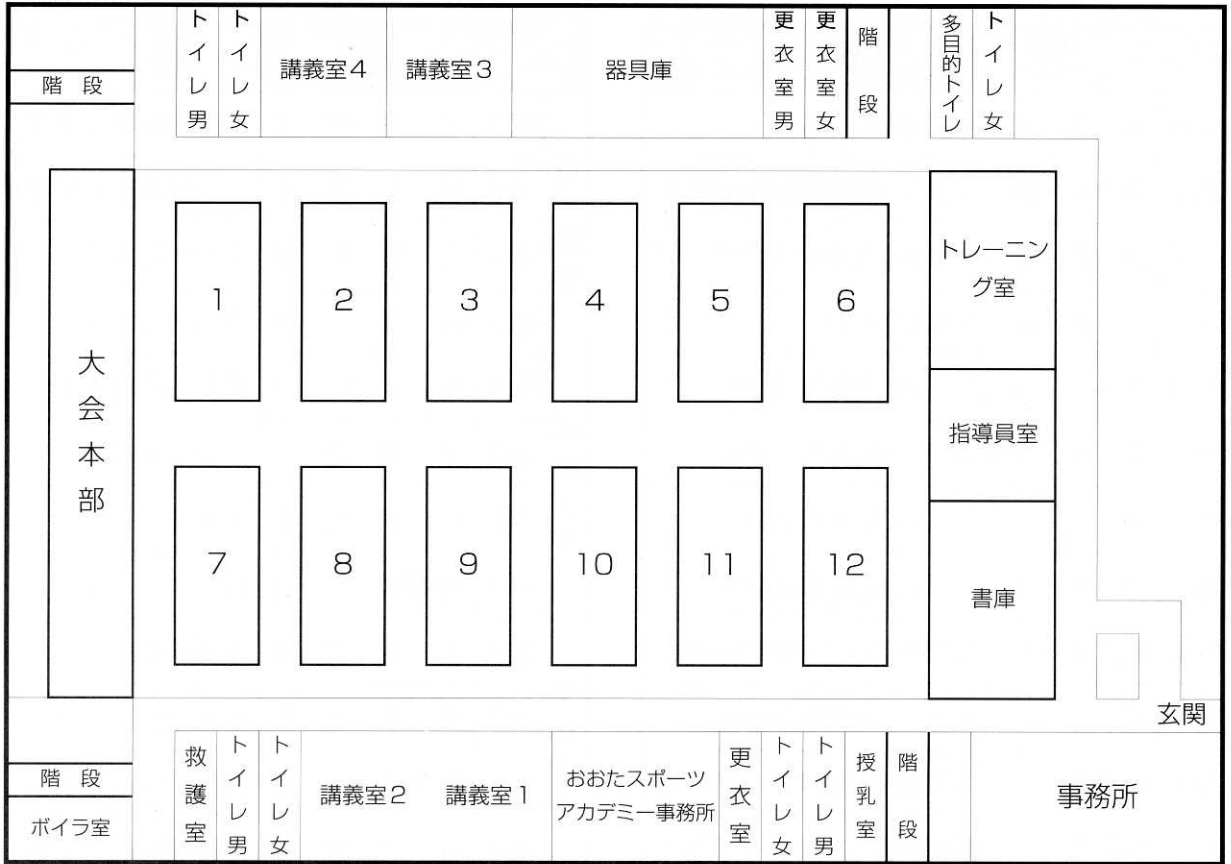 階 段
トイレ男
トイレ女
講義室4
講義室3
器具庫
更衣室男
更衣室女
階段
多目的トイレ
トイレ女
大会本部
1
2
3
4
5
6
トレーニン
グ室
指導員室
7
8
9
10
11
12
書庫
玄関
階 段
ボイラ室
救護室
トイレ男
トイレ女
講義室2
講義室1
おおたスポーツ
アカデミー事務所
更衣室
トイレ女
トイレ男
授乳室
階段
事務所